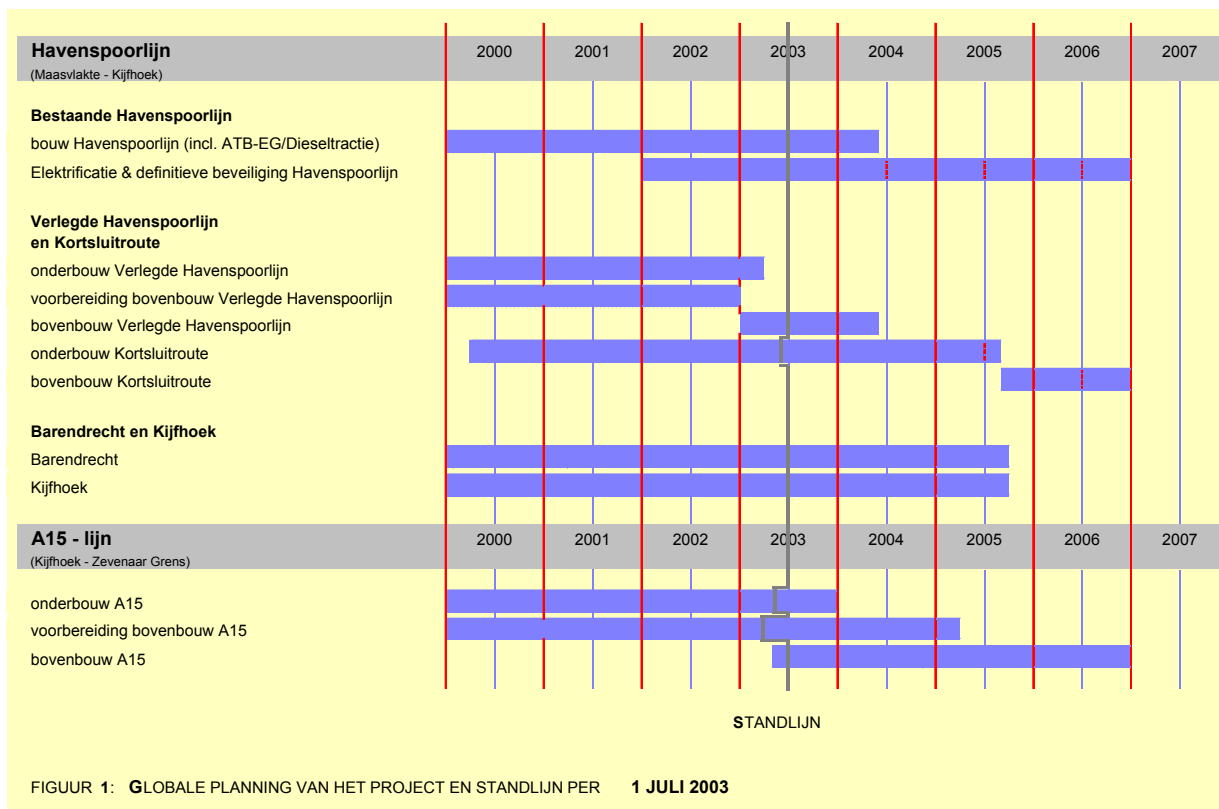 Havenspoorlijn 2000 2001 2002 2003 2004 2005 2006 2007
(Maasvlakte - Kijfhoek)
Bestaande Havenspoorlijn
bouw Havenspoorlijn (incl. ATB-EG/Dieseltractie)
Elektrificatie & definitieve beveiliging Havenspoorlijn
Verlegde Havenspoorlijn
en Kortsluitroute
onderbouw Verlegde Havenspoorlijn
voorbereiding bovenbouw Verlegde Havenspoorlijn
bovenbouw Verlegde Havenspoorlijn
onderbouw Kortsluitroute
bovenbouw Kortsluitroute
Barendrecht en Kijfhoek
Barendrecht
Kijfhoek
A15 - lijn 2000 2001 2002 2003 2004 2005 2006 2007
(Kijfhoek - Zevenaar Grens)
onderbouw A15
voorbereiding bovenbouw A15
bovenbouw A15
STANDLIJN
FIGUUR 1: GLOBALE PLANNING VAN HET PROJECT EN STANDLIJN PER 1 JULI 2003